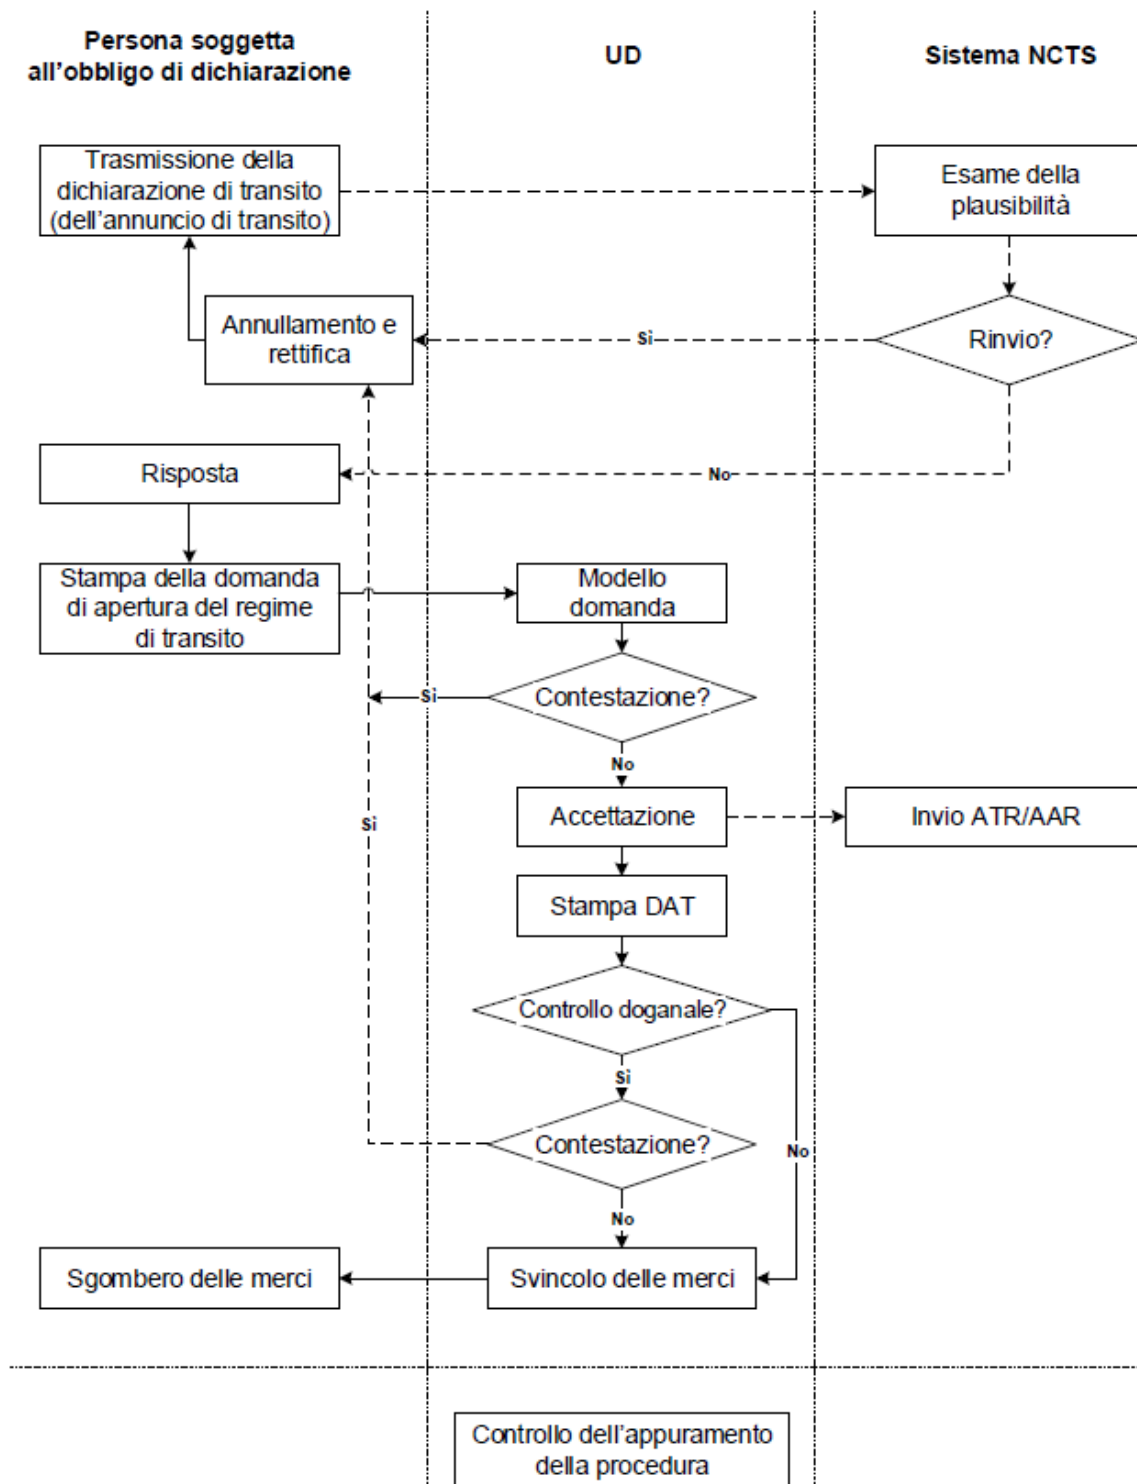 Persona soggetta
all'obbligo di dichiarazione
UD
Sistema NCTS
Trasmissione della
dichiarazione di transito
(dell'annuncio di transito)
Esame della
plausibilità
Annullamento e
rettifica
Sì
Rinvio?
Risposta
No
Stampa della domanda
di apertura del regime
di transito
Modello
domanda
Sì
Contestazione?
No
Sì
Accettazione
Invio ATR/AAR
Stampa DAT
Controllo doganale?
Sì
Contestazione?
No
No
Sgombero delle merci
Svincolo delle merci
Controllo dell'appuramento
della procedura